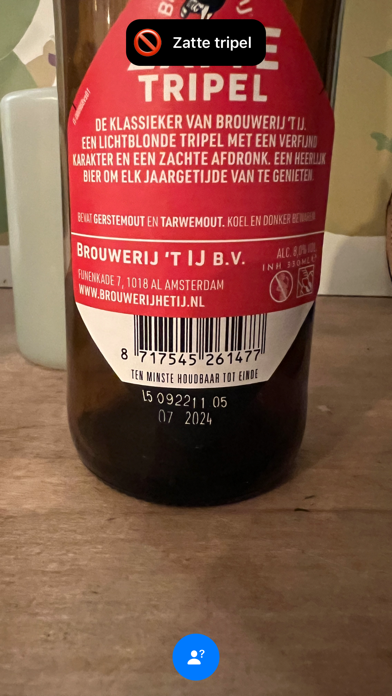 Zatte tripel
TRIPEL
DE KLASSIEKER VAN BROUWERIJ 'T IJ.
EEN LICHTBLONDE TRIPEL MET EEN VERFIJND
KARAKTER EN EEN ZACHTE AFDRONK. EEN HEERLIJK
BIER OM ELK JAARGETIJDE VAN TE GENIETEN.
BEVAT GERSTEMOUT EN TARWEMOUT. KOEL EN DONKER BEWAREN
BROUWERIJ 'T IJ B.V.
ALC. 8,0% VOL.
INH 330ML
FUNENKADE 7, 1018 AL AMSTERDAM
WWW.BROUWERIJHETIJ.NL
8 717545 261477
TEN MINSTE HOUDBAAR TOT EINDE
15 092211 05
07 2024